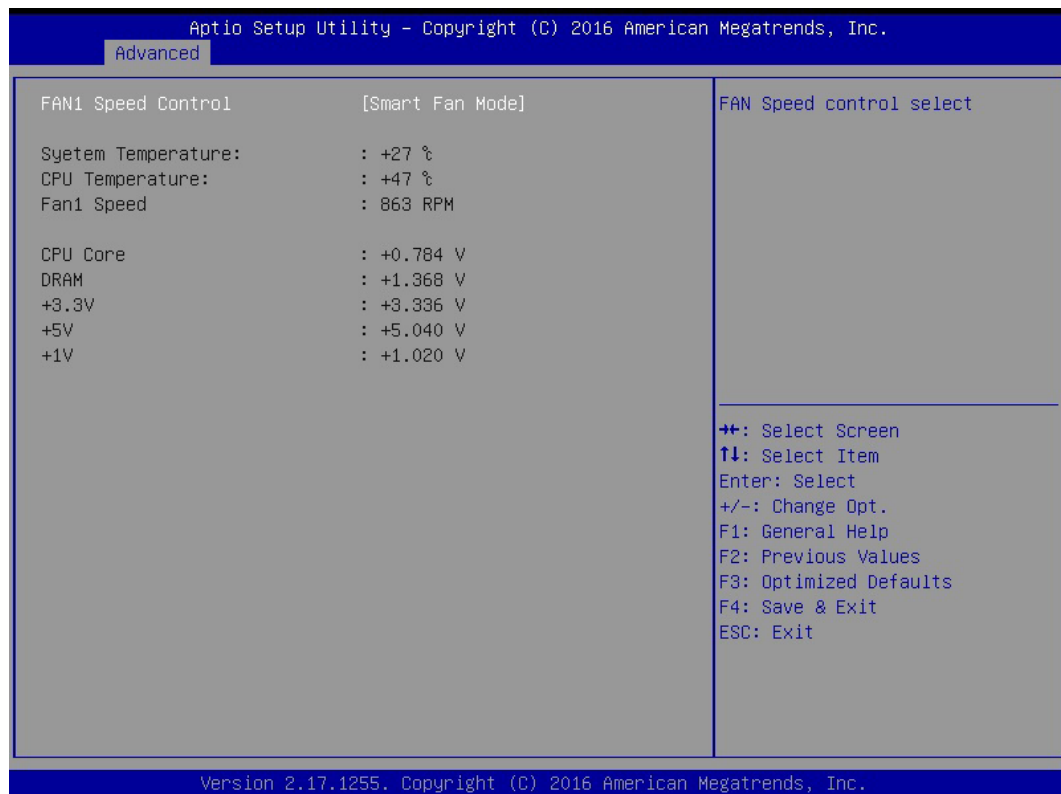 Aptio Setup Utility – Copyright (C) 2016 American Megatrends, Inc.
Advanced
FAN1 Speed Control [Smart Fan Mode]
Syetem Temperature: : +27 ℃
CPU Temperature: : +47 ℃
Fan1 Speed : 863 RPM
CPU Core : +0.784 V
DRAM : +1.368 V
+3.3V : +3.336 V
+5V : +5.040 V
+1V : +1.020 V
FAN Speed control select
→←: Select Screen
↑↓: Select Item
Enter: Select
+/-: Change Opt.
F1: General Help
F2: Previous Values
F3: Optimized Defaults
F4: Save & Exit
ESC: Exit
Version 2.17.1255. Copyright (C) 2016 American Megatrends, Inc.